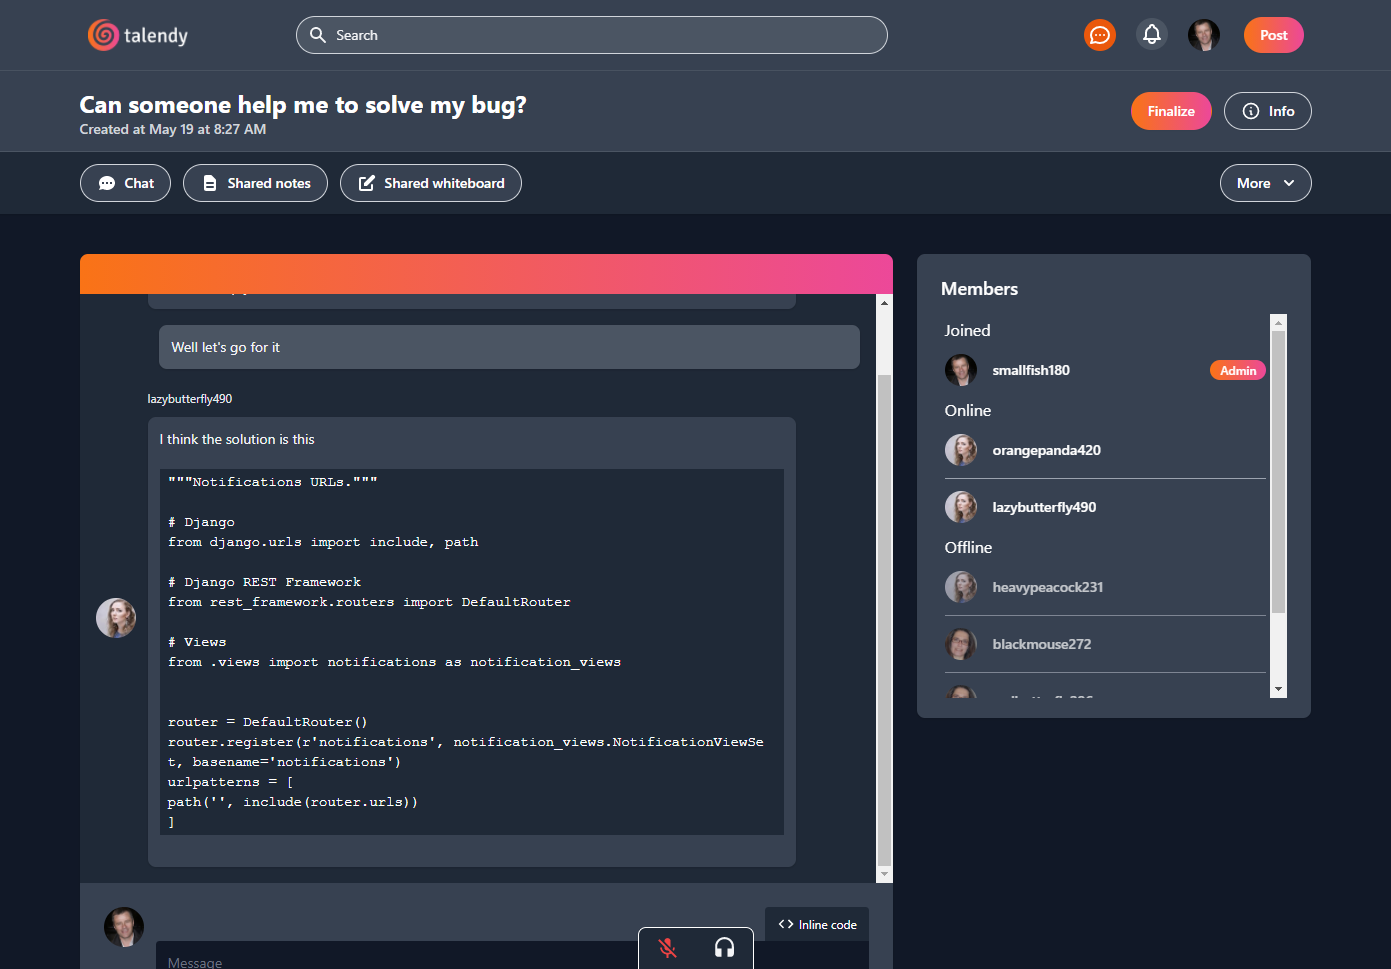 talendy
Search
Post
Can someone help me to solve my bug?
Created at May 19 at 8:27 AM
Finalize
Info
Chat
Shared notes
Shared whiteboard
More
Well let's go for it
lazybutterfly490
I think the solution is this
"""Notifications URLs."""
# Django
from django.urls import include, path
# Django REST Framework
from rest_framework.routers import DefaultRouter
# Views
from .views import notifications as notification_views
router = DefaultRouter()
router.register(r'notifications', notification_views.NotificationViewSe
t, basename='notifications')
urlpatterns = [
path('', include(router.urls))
]
Inline code
Message
Members
Joined
smallfish180
Admin
Online
orangepanda420
lazybutterfly490
Offline
heavypeacock231
blackmouse272